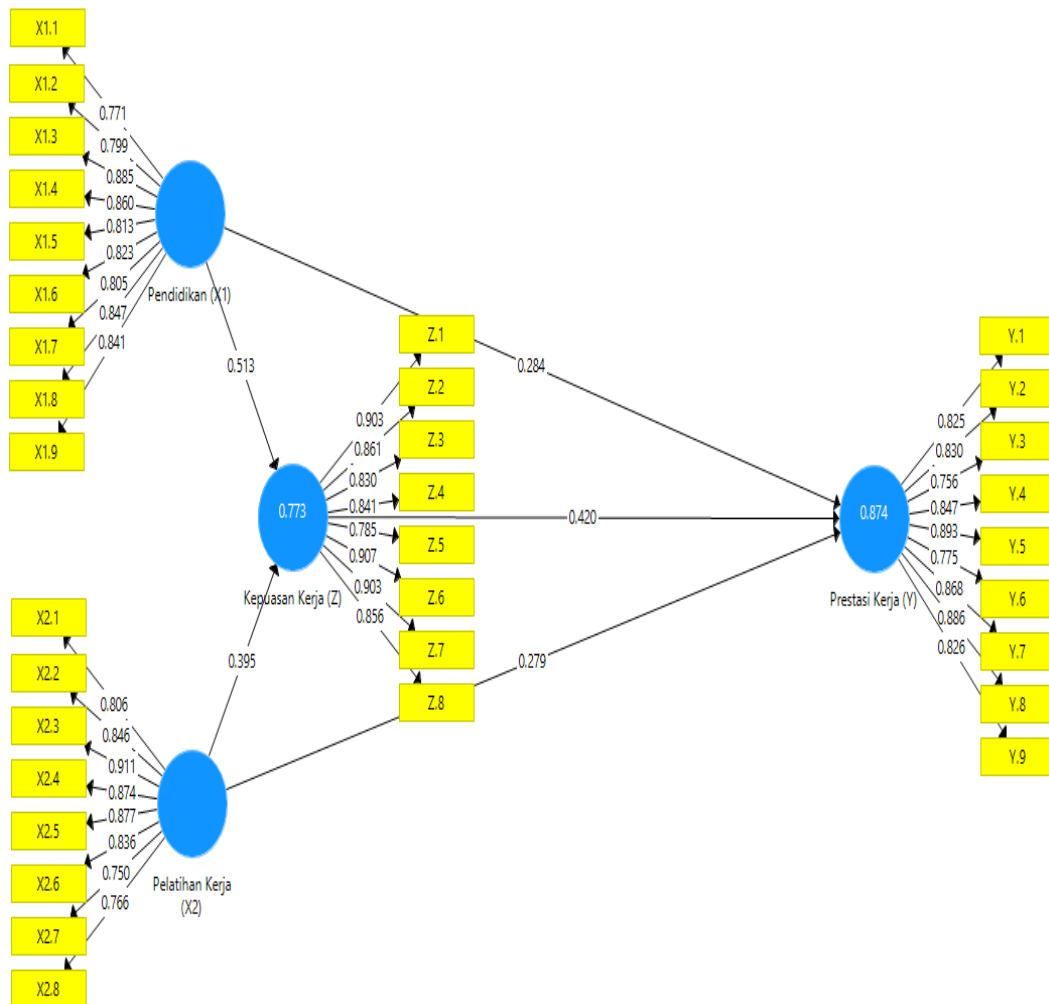 X1.1
X1.2
X1.3
X1.4
X1.5
X1.6
X1.7
X1.8
X1.9
0.771
0.799
0.885
0.860
0.813
0.823
0.805
0.847
0.841
Pendidikan (X1)
0.513
0.284
Z.1
Z.2
Z.3
Z.4
Z.5
Z.6
Z.7
Z.8
0.903
0.861
0.830
0.841
0.785
0.907
0.903
0.856
0.773
Kepuasan Kerja (Z)
0.420
0.395
0.279
X2.1
X2.2
X2.3
X2.4
X2.5
X2.6
X2.7
X2.8
0.806
0.846
0.911
0.874
0.877
0.836
0.750
0.766
Pelatihan Kerja
(X2)
0.874
Prestasi Kerja (Y)
0.825
0.830
0.756
0.847
0.893
0.775
0.868
0.886
0.826
Y.1
Y.2
Y.3
Y.4
Y.5
Y.6
Y.7
Y.8
Y.9